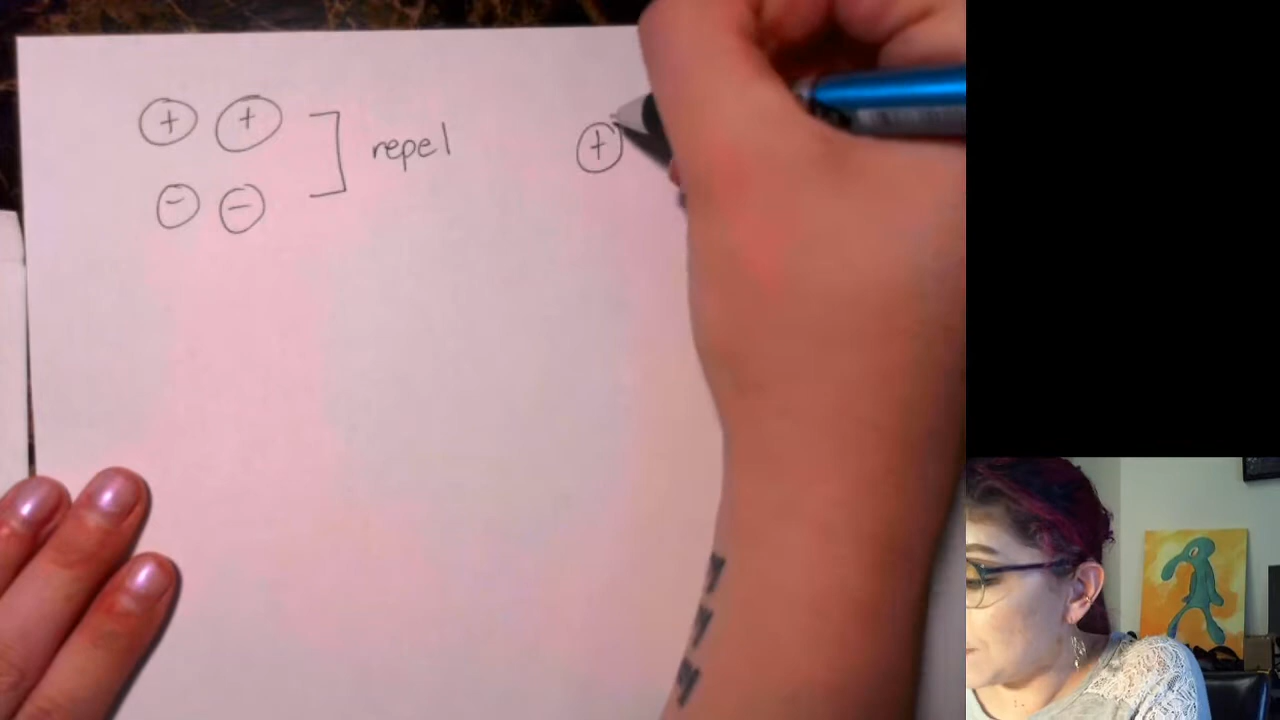 + + repel +
- -